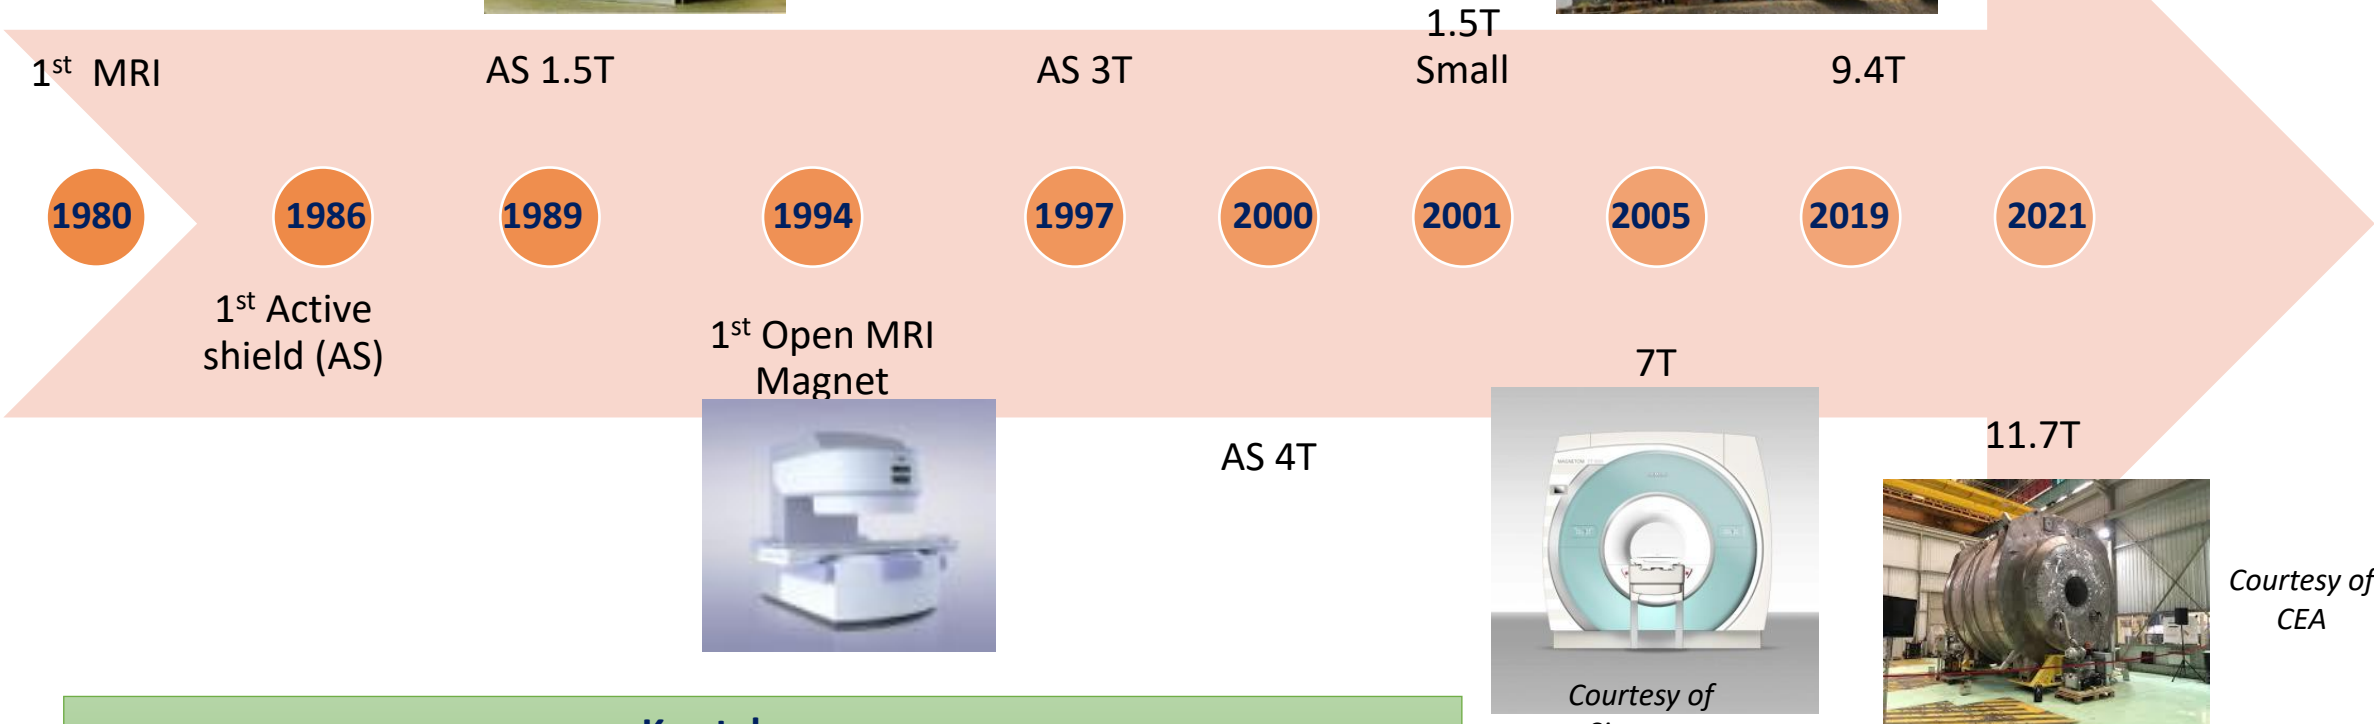 1.5T
1st MRI
AS 1.5T
AS 3T
Small
9.4T
1980
1986
1989
1994
1997
2000
2001
2005
2019
2021
1st Active
shield (AS)
1st Open MRI
Magnet
7T
AS 4T
11.7T
MAGNETOM
Courtesy of
CEA
Courtesy of